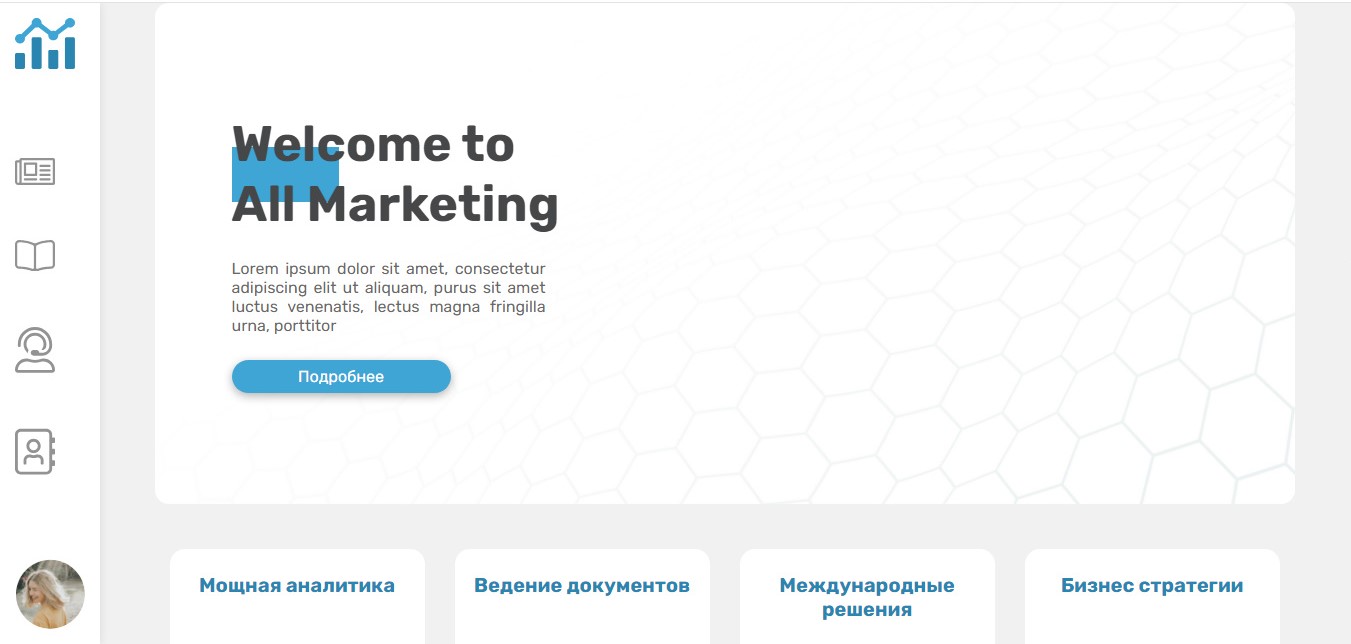 Welcome to
All Marketing
Lorem ipsum dolor sit amet, consectetur
adipiscing elit ut aliquam, purus sit amet
luctus venenatis, lectus magna fringilla
urna, porttitor
Подробнее
Мощная аналитика
Ведение документов
Международные
решения
Бизнес стратегии